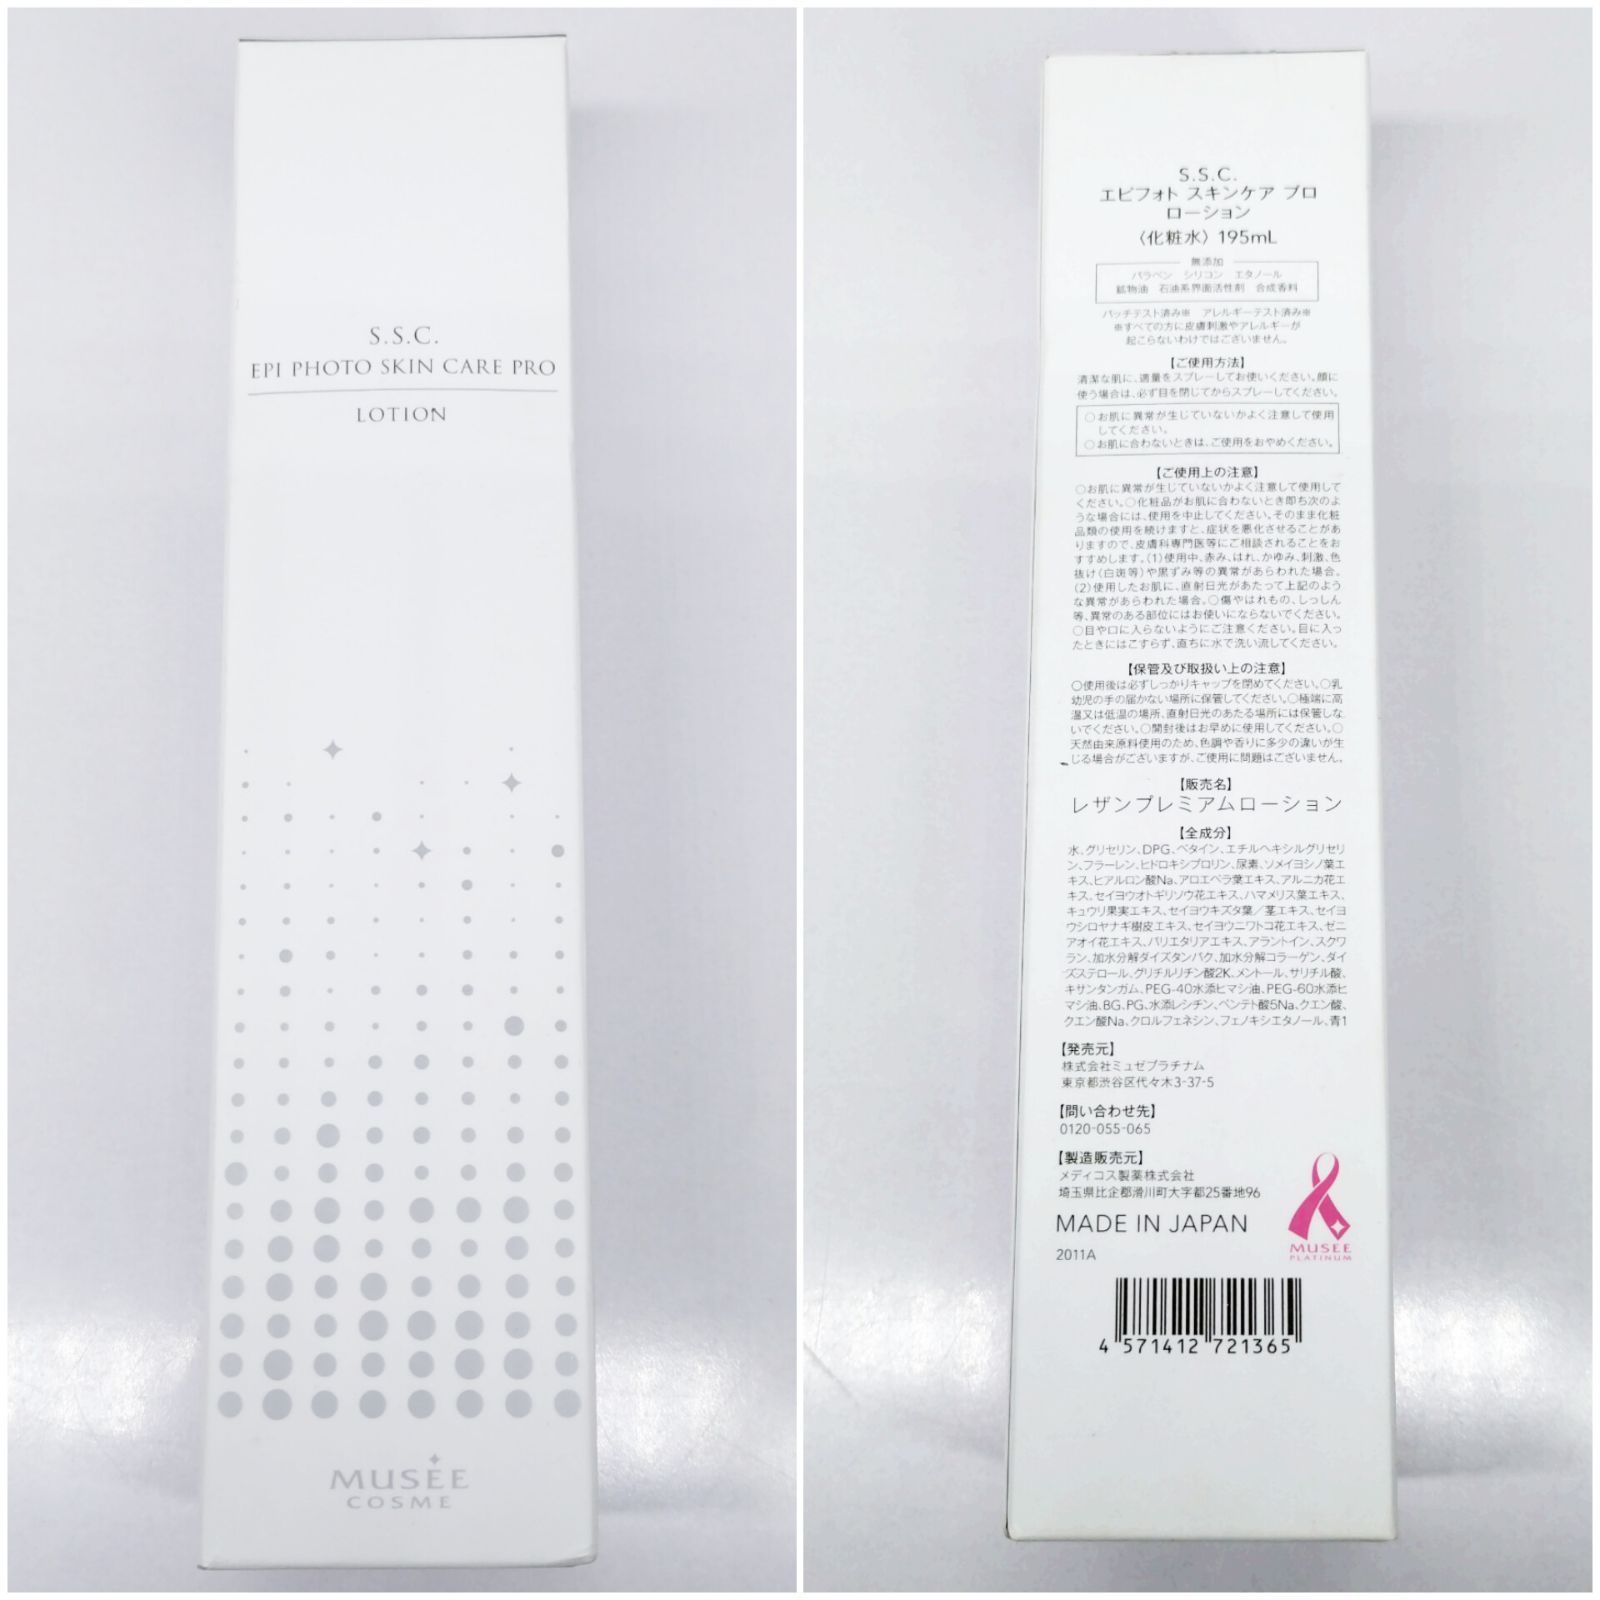 S.S.C.
EPI PHOTO SKIN CARE PRO
LOTION
MUSÉE
COSME
S.S.C.
エピフォト スキンケア プロ
ローション
〈化粧水〉195mL
無添加
パラベン シリコン エタノール
鉱物油 石油系界面活性剤 合成香料
パッチテスト済み※ アレルギーテスト済み※
※すべての方に皮膚刺激やアレルギーが
起こらないわけではございません。
【ご使用方法】
清潔な肌に、適量をスプレーしてお使いください。顔に
使う場合は、必ず目を閉じてからスプレーしてください。
○お肌に異常が生じていないかよく注意して使用
してください。
○お肌に合わないときは、ご使用をおやめください。
【ご使用上の注意】
○お肌に異常が生じていないかよく注意して使用して
ください。○化粧品がお肌に合わないとき即ち次のよ
うな場合には、使用を中止してください。そのまま化粧
品類の使用を続けますと、症状を悪化させることがあ
りますので、皮膚科専門医等にご相談されることをお
すすめします。(1)使用中、赤み、はれ、かゆみ、刺激、色
抜け(白斑等)や黒ずみ等の異常があらわれた場合。
(2)使用したお肌に、直射日光があたって上記のよう
な異常があらわれた場合。○傷やはれもの、しっしん
等、異常のある部位にはお使いにならないでください。
○目や口に入らないようにご注意ください。目に入っ
たときにはこすらず、直ちに水で洗い流してください。
【保管及び取扱い上の注意】
○使用後は必ずしっかりキャップを閉めてください。○乳
幼児の手の届かない場所に保管してください。○極端に高
温又は低温の場所、直射日光のあたる場所には保管しな
いでください。○開封後はお早めに使用してください。○
天然由来原料使用のため、色調や香りに多少の違いが生
じる場合がございますが、ご使用に問題はございません。
【販売名】
レザンプレミアムローション
【全成分】
水、グリセリン、DPG、ベタイン、エチルヘキシルグリセリ
ン、フラーレン、ヒドロキシプロリン、尿素、ソメイヨシノ葉エ
キス、ヒアルロン酸Na、アロエベラ葉エキス、アルニカ花エ
キス、セイヨウオトギリソウ花エキス、ハマメリス葉エキス、
キュウリ果実エキス、セイヨウキズタ葉/茎エキス、セイヨ
ウシロヤナギ樹皮エキス、セイヨウニワトコ花エキス、ゼニ
アオイ花エキス、パリエタリアエキス、アラントイン、スクワ
ラン、加水分解ダイズタンパク、加水分解コラーゲン、ダイ
ズステロール、グリチルリチン酸2K、メントール、サリチル酸、
キサンタンガム、PEG-40水添ヒマシ油、PEG-60水添ヒ
マシ油、BG、PG、水添レシチン、ペンテト酸5Na、クエン酸、
クエン酸Na、クロルフェネシン、フェノキシエタノール、青1
【発売元】
株式会社ミュゼプラチナム
東京都渋谷区代々木3-37-5
【問い合わせ先】
0120-055-065
【製造販売元】
メディコス製薬株式会社
埼玉県比企郡滑川町大字都25番地96
MADE IN JAPAN
2011A
MUSEE
PLATINUM
4 571412 721365